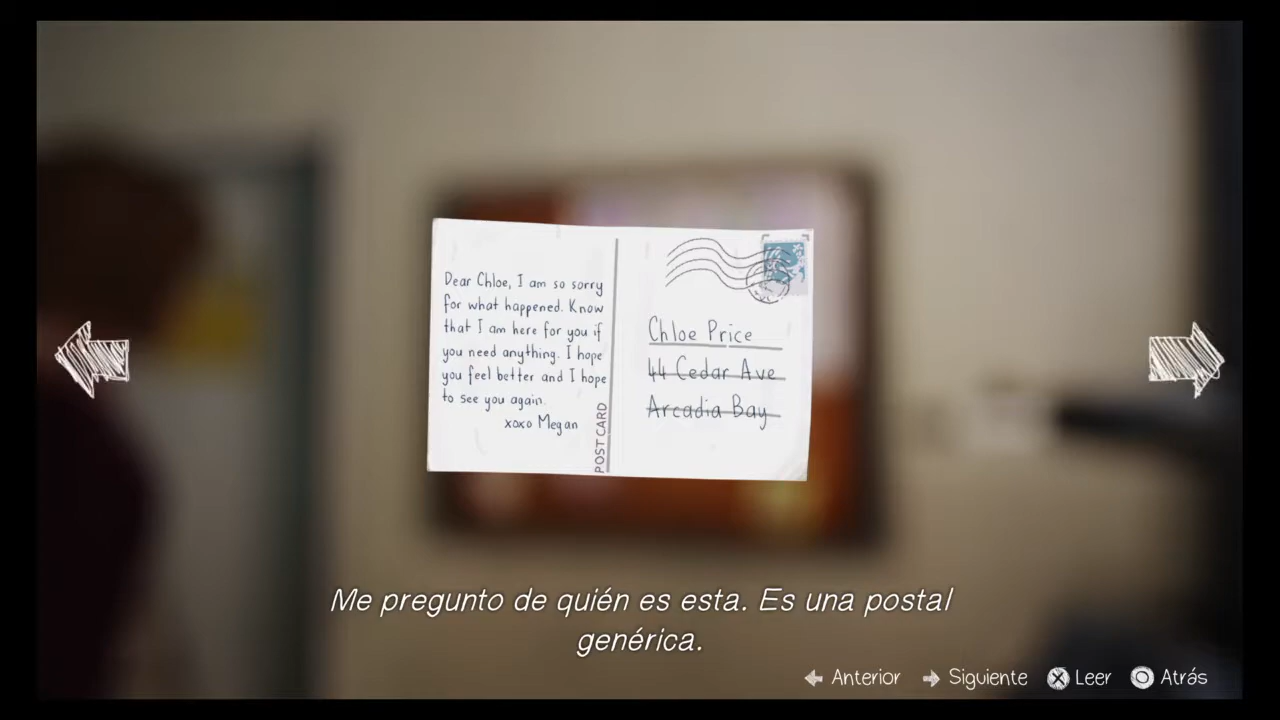 Dear Chloe, I am so sorry
for what happened. Know
that I am here for you if
you need anything. I hope
you feel better and I hope
to see you again.
xoxo Megan
POSTCARD
Chloe Price
44 Cedar Ave
Arcadia Bay
Me pregunto de quién es esta. Es una postal
genérica.
Anterior Siguiente Leer Atrás